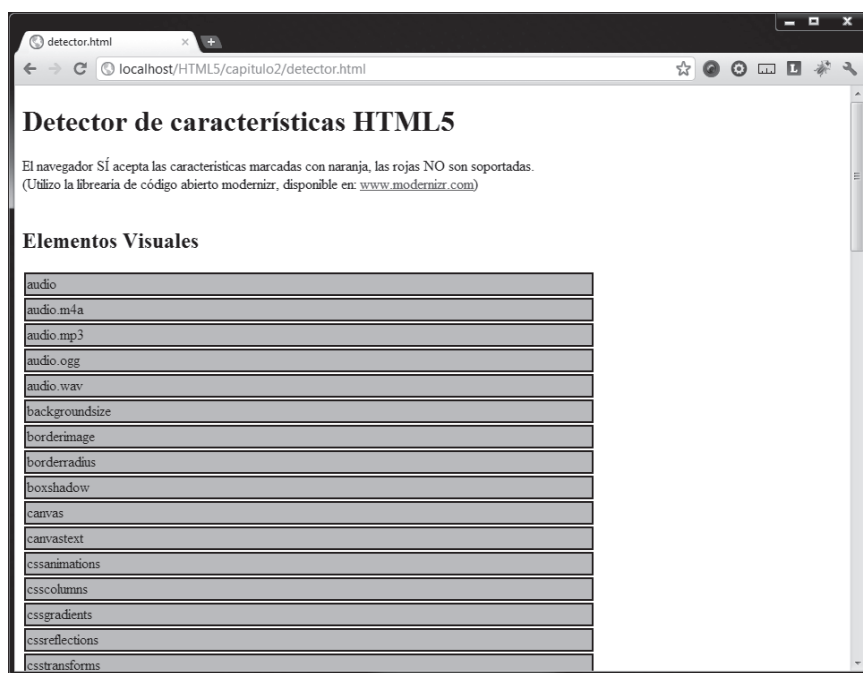 detector.html
localhost/HTML5/capitulo2/detector.html
L
Detector de características HTML5
El navegador SÍ acepta las características marcadas con naranja, las rojas NO son soportadas.
(Utilizo la librearia de código abierto modernizr, disponible en: www.modernizr.com)
Elementos Visuales
audio
audio.m4a
audio.mp3
audio.ogg
audio.wav
backgroundsize
borderimage
borderradius
boxshadow
canvas
canvastext
cssanimations
csscolumns
cssgradients
cssreflections
csstransforms